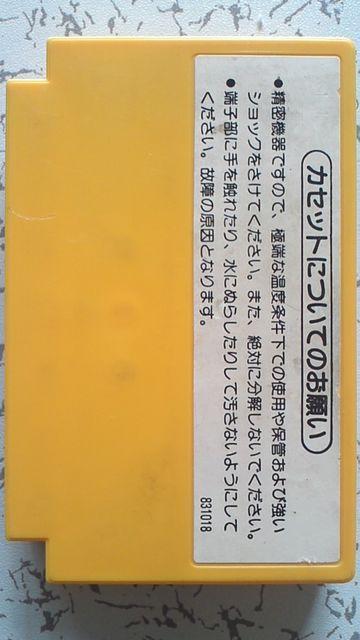 カセットについてのお願い
●精密機器ですので、極端な温度条件下での使用や保管および強い
ショックをさけてください。また、絶対に分解しないでください。
●端子部に手を触れたり、水にぬらしたりして汚さないようにして
ください。故障の原因となります。
831018